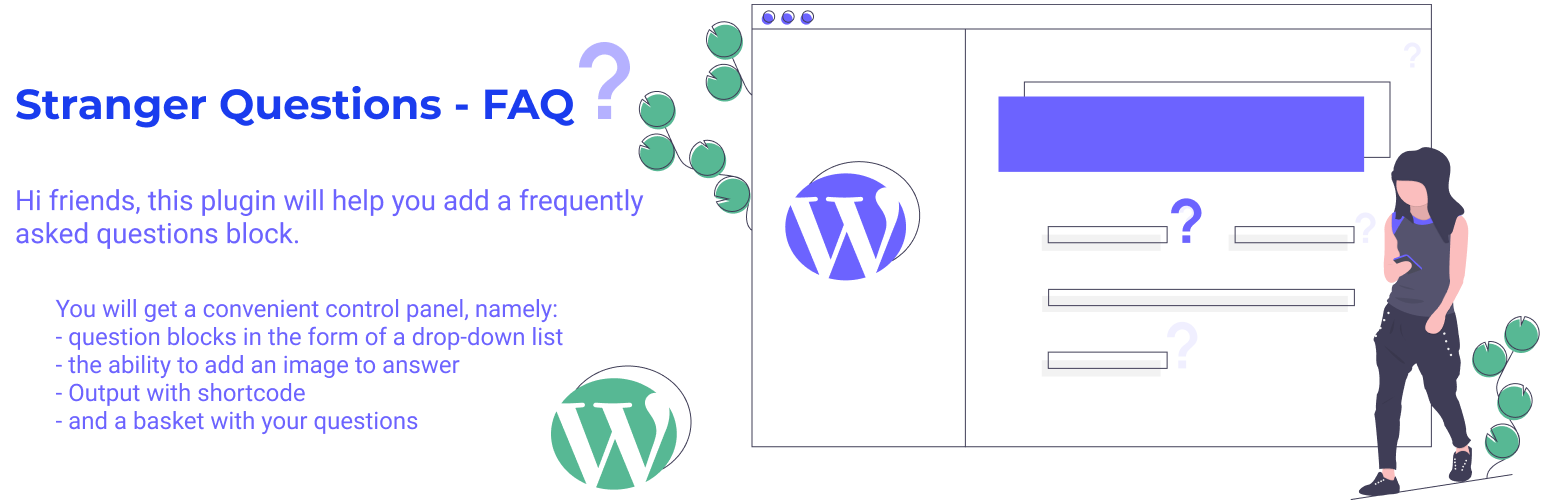 Stranger Questions - FAQ ?
Hi friends, this plugin will help you add a frequently
asked questions block.
You will get a convenient control panel, namely:
- question blocks in the form of a drop-down list
- the ability to add an image to answer
- Output with shortcode
- and a basket with your questions
W
W
?
?
?
?